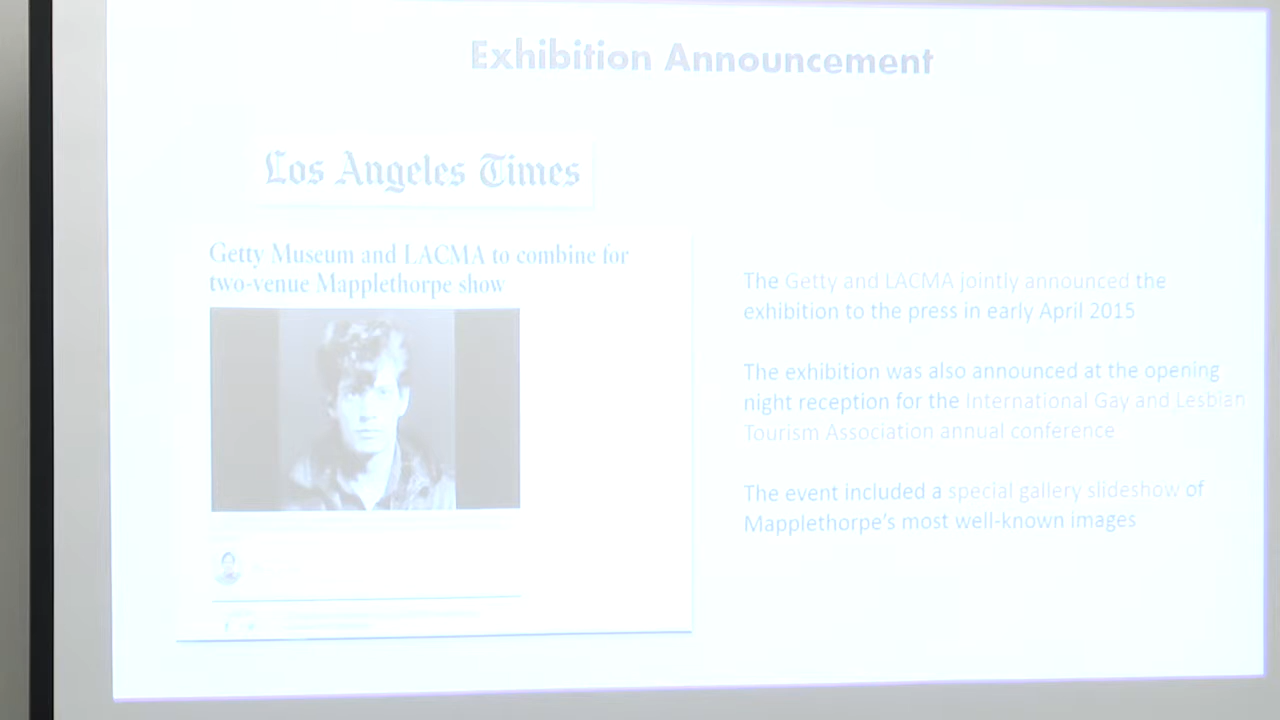 Exhibition Announcement
Los Angeles Times
Getty Museum and LACMA to combine for
two-venue Mapplethorpe show
The Getty and LACMA jointly announced the
exhibition to the press in early April 2015
The exhibition was also announced at the opening
night reception for the International Gay and Lesbian
Tourism Association annual conference
The event included a special gallery slideshow of
Mapplethorpe's most well-known images